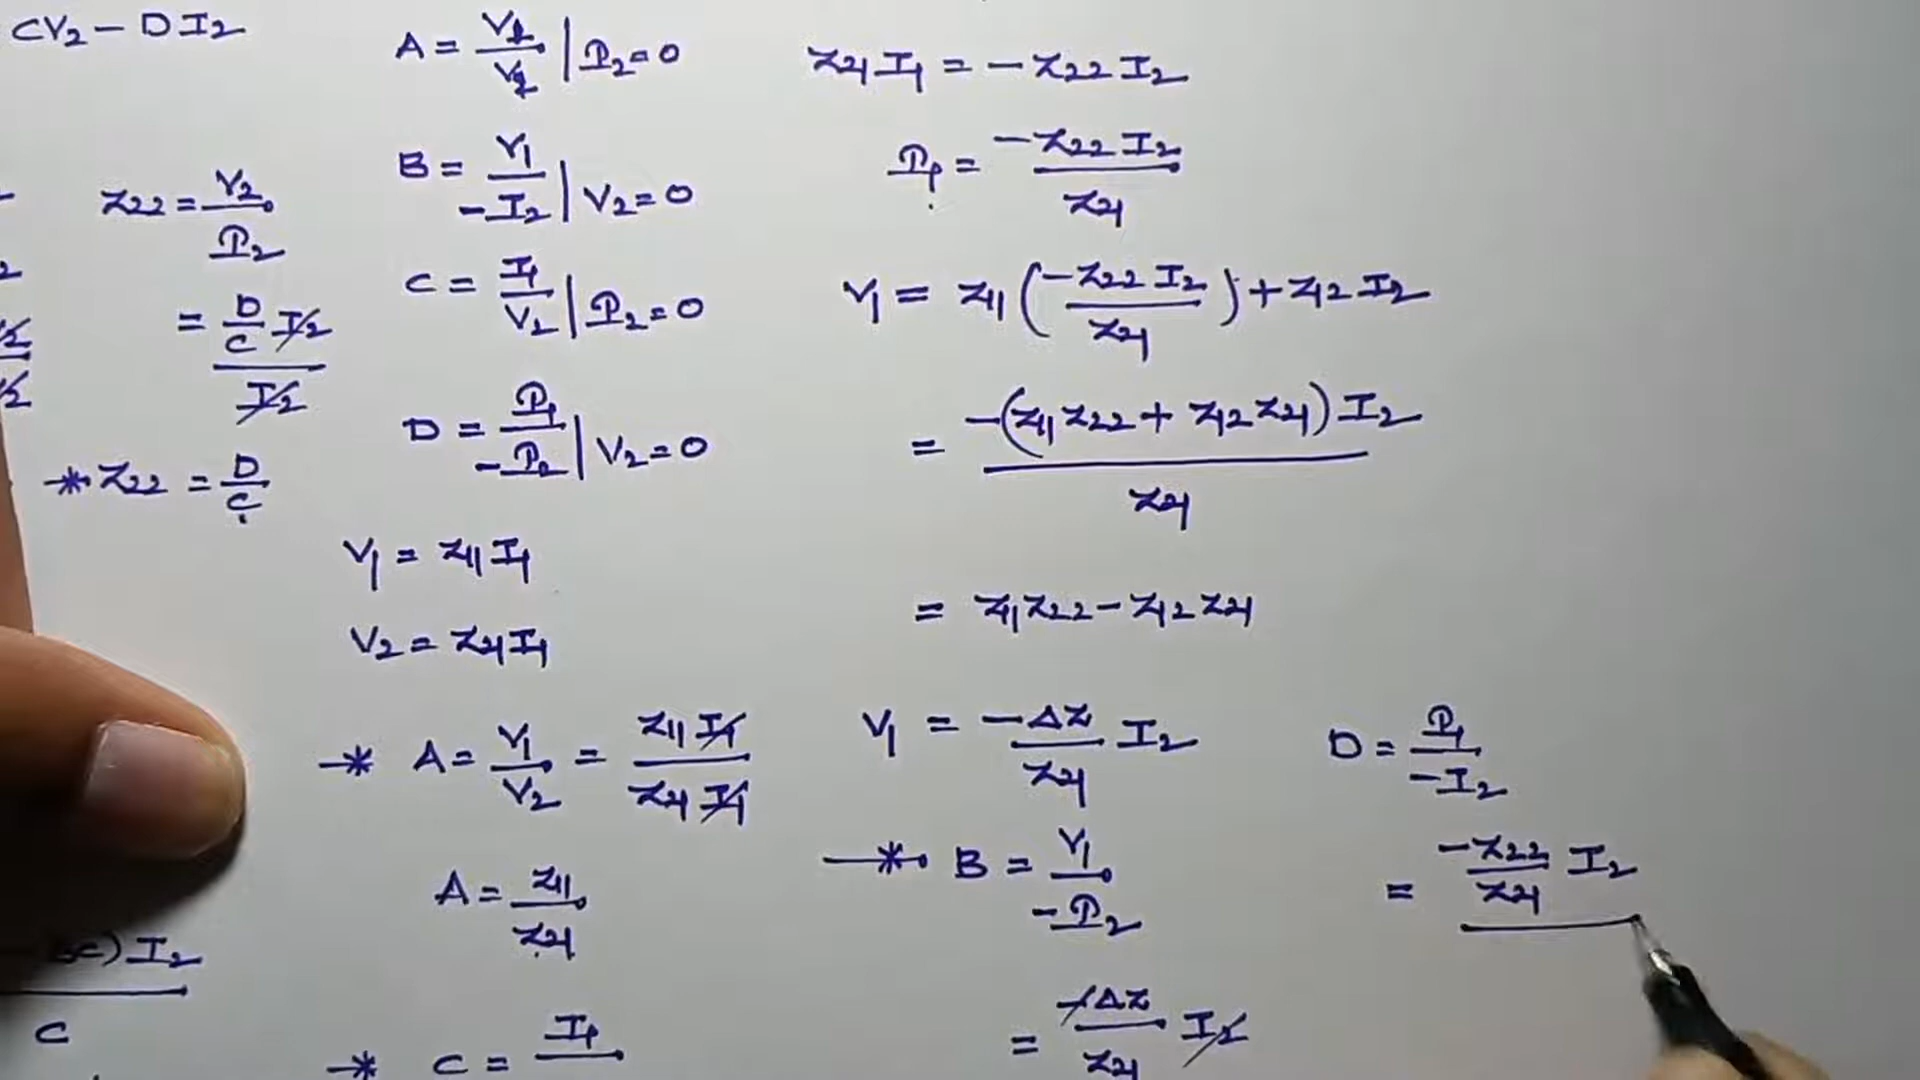 CV2 - DI2
Z22 = V2 / I2
= D/C I2 / I2
* Z22 = D/C
C) I2
C
A = V1 / V2 | I2 = 0
B = V1 / -I2 | V2 = 0
C = I1 / V2 | I2 = 0
D = I1 / -I2 | V2 = 0
V1 = Z11 I1
V2 = Z21 I1
* A = V1 / V2 = Z11 I1 / Z21 I1
A = Z11 / Z21
* C = I1
Z21 I1 = - Z22 I2
I1 = -Z22 I2 / Z21
V1 = Z11 (-Z22 I2 / Z21) + Z12 I2
= -(Z11 Z22 + Z12 Z21) I2 / Z21
= Z11 Z22 - Z12 Z21
V1 = -ΔZ / Z21 I2
* B = V1 / -I2
= -ΔZ / Z21 I2
D = I1 / -I2
= -Z22 / Z21 I2